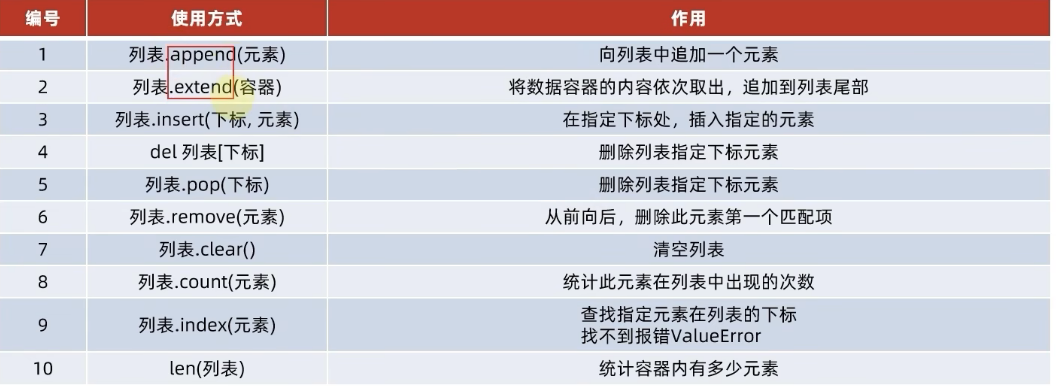 编号 使用方式 作用
1 列表.append(元素) 向列表中追加一个元素
2 列表.extend(容器) 将数据容器的内容依次取出，追加到列表尾部
3 列表.insert(下标, 元素) 在指定下标处，插入指定的元素
4 del 列表[下标] 删除列表指定下标元素
5 列表.pop(下标) 删除列表指定下标元素
6 列表.remove(元素) 从前向后，删除此元素第一个匹配项
7 列表.clear() 清空列表
8 列表.count(元素) 统计此元素在列表中出现的次数
9 列表.index(元素) 查找指定元素在列表的下标
找不到报错ValueError
10 len(列表) 统计容器内有多少元素